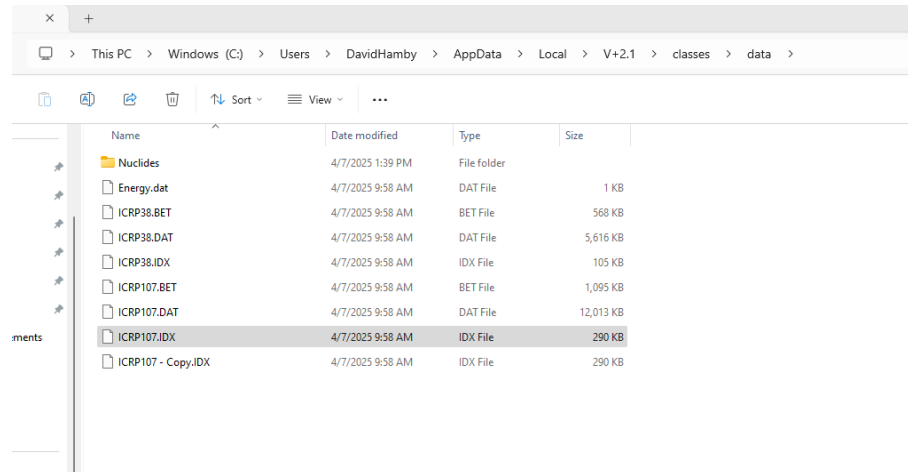 This PC > Windows (C:) > Users > DavidHamby > AppData > Local > V+2.1 > classes > data >
Sort View
Name Date modified Type Size
Nuclides 4/7/2025 1:39 PM File folder
Energy.dat 4/7/2025 9:58 AM DAT File 1 KB
ICRP38.BET 4/7/2025 9:58 AM BET File 568 KB
ICRP38.DAT 4/7/2025 9:58 AM DAT File 5,616 KB
ICRP38.IDX 4/7/2025 9:58 AM IDX File 105 KB
ICRP107.BET 4/7/2025 9:58 AM BET File 1,095 KB
ICRP107.DAT 4/7/2025 9:58 AM DAT File 12,013 KB
ements ICRP107.IDX 4/7/2025 9:58 AM IDX File 290 KB
ICRP107 - Copy.IDX 4/7/2025 9:58 AM IDX File 290 KB